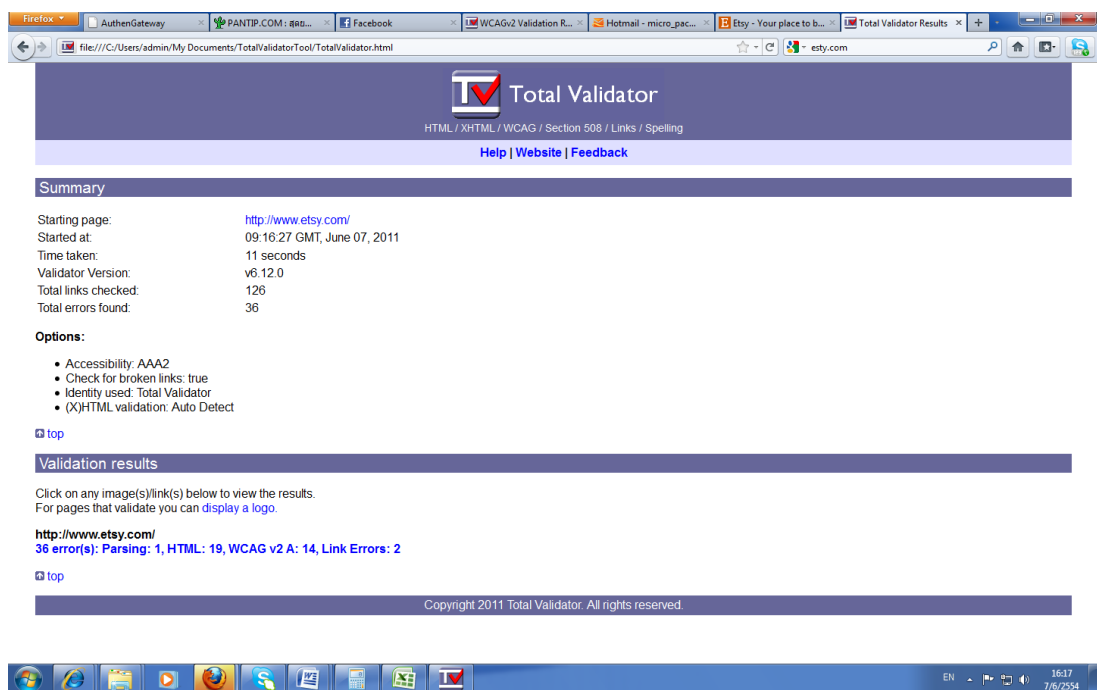 Firefox
AuthenGateway
PANTIP.COM : สุดย...
Facebook
WCAGv2 Validation R...
Hotmail - micro_pac...
Etsy - Your place to b...
Total Validator Results
file:///C:/Users/admin/My Documents/TotalValidatorTool/TotalValidator.html
esty.com
TV Total Validator
HTML / XHTML / WCAG / Section 508 / Links / Spelling
Help | Website | Feedback
Summary
Starting page: http://www.etsy.com/
Started at: 09:16:27 GMT, June 07, 2011
Time taken: 11 seconds
Validator Version: v6.12.0
Total links checked: 126
Total errors found: 36
Options:
• Accessibility: AAA2
• Check for broken links: true
• Identity used: Total Validator
• (X)HTML validation: Auto Detect
top
Validation results
Click on any image(s)/link(s) below to view the results.
For pages that validate you can display a logo.
http://www.etsy.com/
36 error(s): Parsing: 1, HTML: 19, WCAG v2 A: 14, Link Errors: 2
top
Copyright 2011 Total Validator. All rights reserved.
EN
16:17
7/6/2554